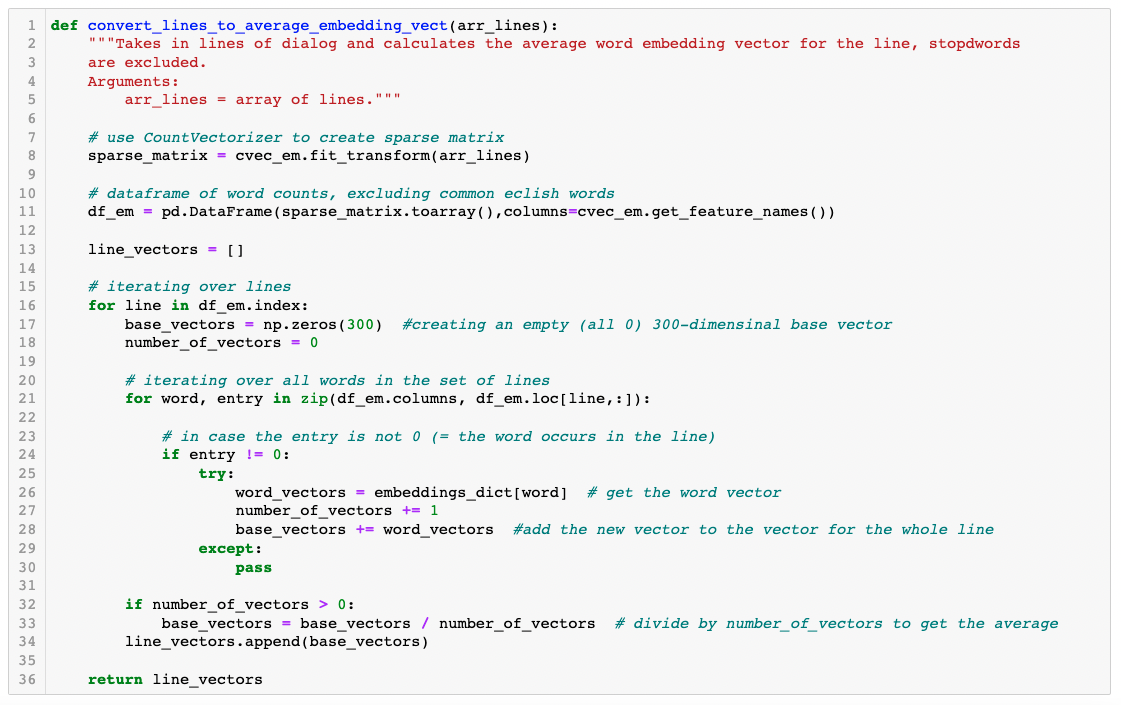 1 def convert_lines_to_average_embedding_vect(arr_lines):
2     """Takes in lines of dialog and calculates the average word embedding vector for the line, stopdwords
3     are excluded.
4     Arguments:
5         arr_lines = array of lines."""
6
7     # use CountVectorizer to create sparse matrix
8     sparse_matrix = cvec_em.fit_transform(arr_lines)
9
10     # dataframe of word counts, excluding common eclish words
11     df_em = pd.DataFrame(sparse_matrix.toarray(),columns=cvec_em.get_feature_names())
12
13     line_vectors = []
14
15     # iterating over lines
16     for line in df_em.index:
17         base_vectors = np.zeros(300)  #creating an empty (all 0) 300-dimensinal base vector
18         number_of_vectors = 0
19
20         # iterating over all words in the set of lines
21         for word, entry in zip(df_em.columns, df_em.loc[line,:]):
22
23             # in case the entry is not 0 (= the word occurs in the line)
24             if entry != 0:
25                 try:
26                     word_vectors = embeddings_dict[word]  # get the word vector
27                     number_of_vectors += 1
28                     base_vectors += word_vectors  #add the new vector to the vector for the whole line
29                 except:
30                     pass
31
32         if number_of_vectors > 0:
33             base_vectors = base_vectors / number_of_vectors  # divide by number_of_vectors to get the average
34         line_vectors.append(base_vectors)
35
36     return line_vectors